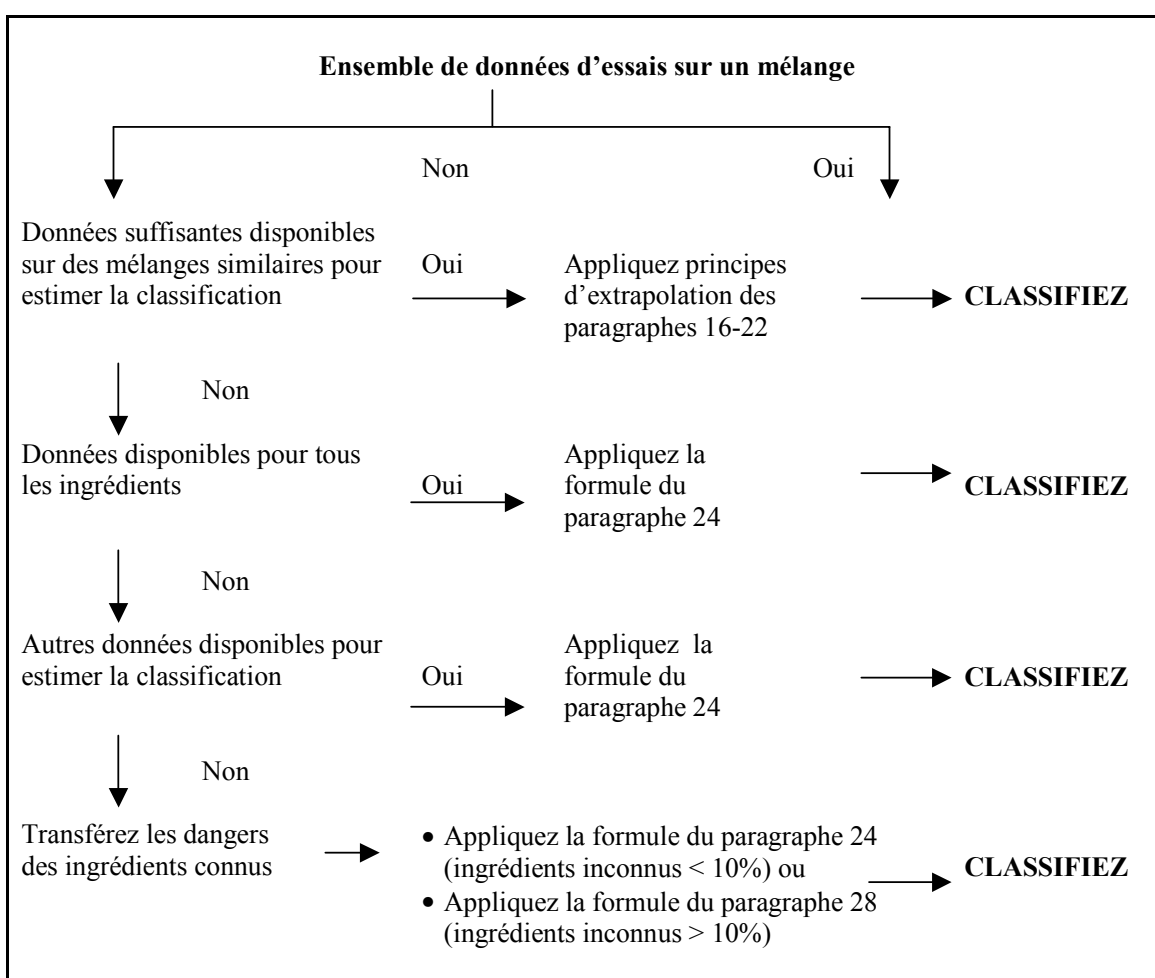 Ensemble de données d'essais sur un mélange
Non
Oui
Données suffisantes disponibles
sur des mélanges similaires pour
estimer la classification
Oui
Appliquez principes
d'extrapolation des
paragraphes 16-22
CLASSIFIEZ
Non
Données disponibles pour tous
les ingrédients
Oui
Appliquez la
formule du
paragraphe 24
CLASSIFIEZ
Non
Autres données disponibles pour
estimer la classification
Oui
Appliquez la
formule du
paragraphe 24
CLASSIFIEZ
Non
Transférez les dangers
des ingrédients connus
• Appliquez la formule du paragraphe 24
(ingrédients inconnus < 10%) ou
• Appliquez la formule du paragraphe 28
(ingrédients inconnus > 10%)
CLASSIFIEZ